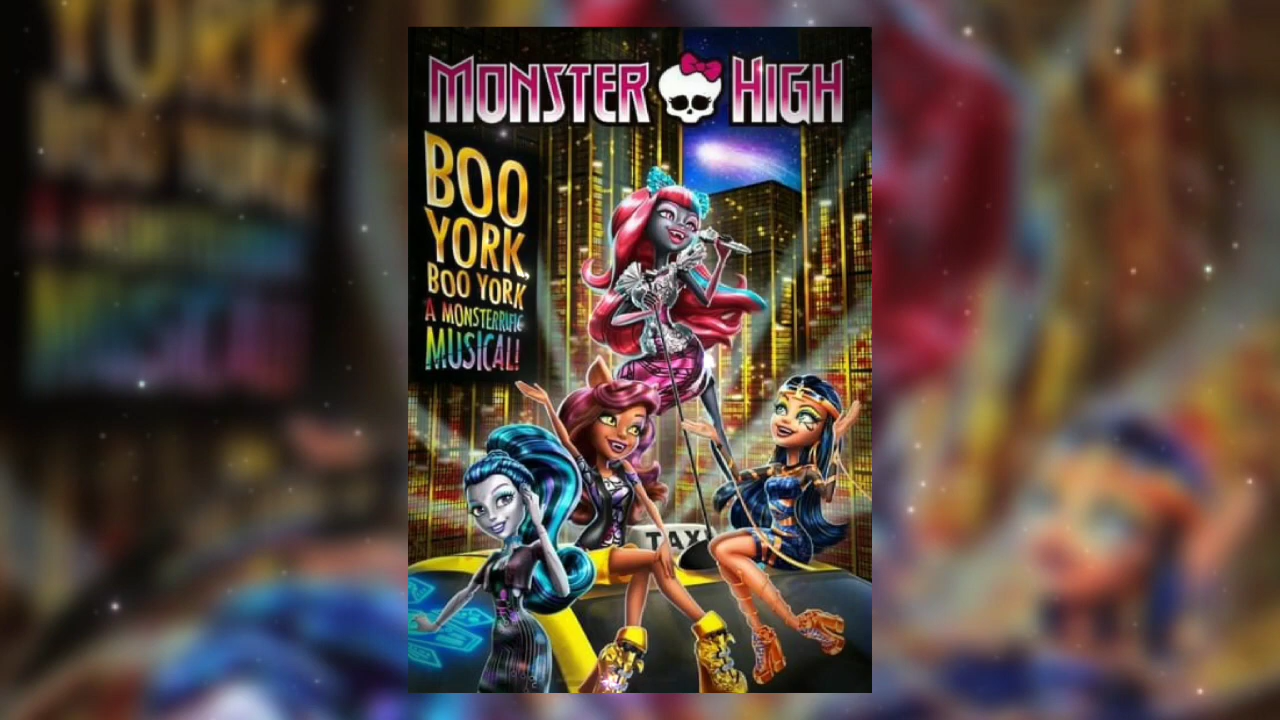 MONSTER HIGH
BOO
YORK,
BOO YORK
A MONSTERRIFIC
MUSICAL!
TAXI